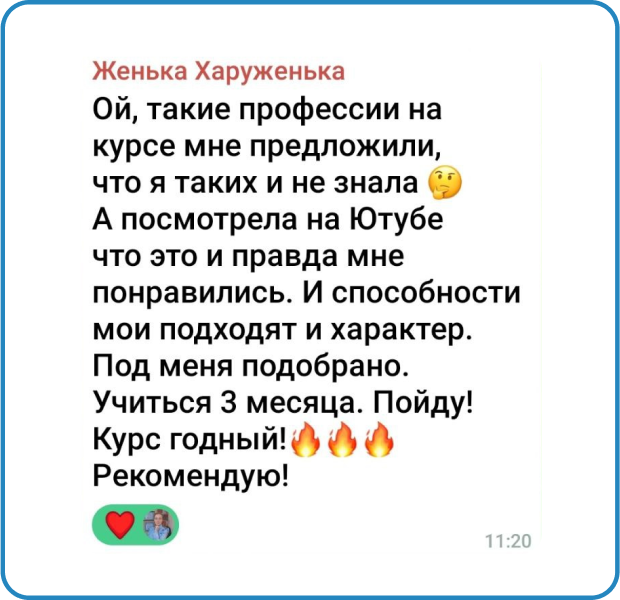 Женька Харуженька
Ой, такие профессии на
курсе мне предложили,
что я таких и не знала 🤔
А посмотрела на Ютубе
что это и правда мне
понравились. И способности
мои подходят и характер.
Под меня подобрано.
Учиться 3 месяца. Пойду!
Курс годный!🔥🔥🔥
Рекомендую!
11:20